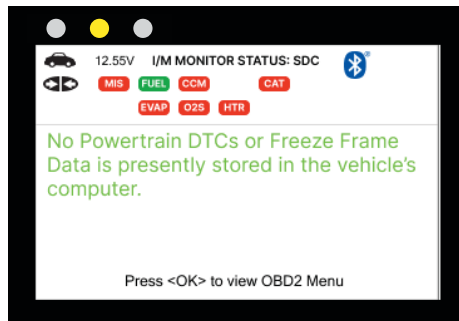 12.55V I/M MONITOR STATUS: SDC
MIS FUEL CCM CAT
EVAP O2S HTR
No Powertrain DTCs or Freeze Frame
Data is presently stored in the vehicle's
computer.
Press <OK> to view OBD2 Menu